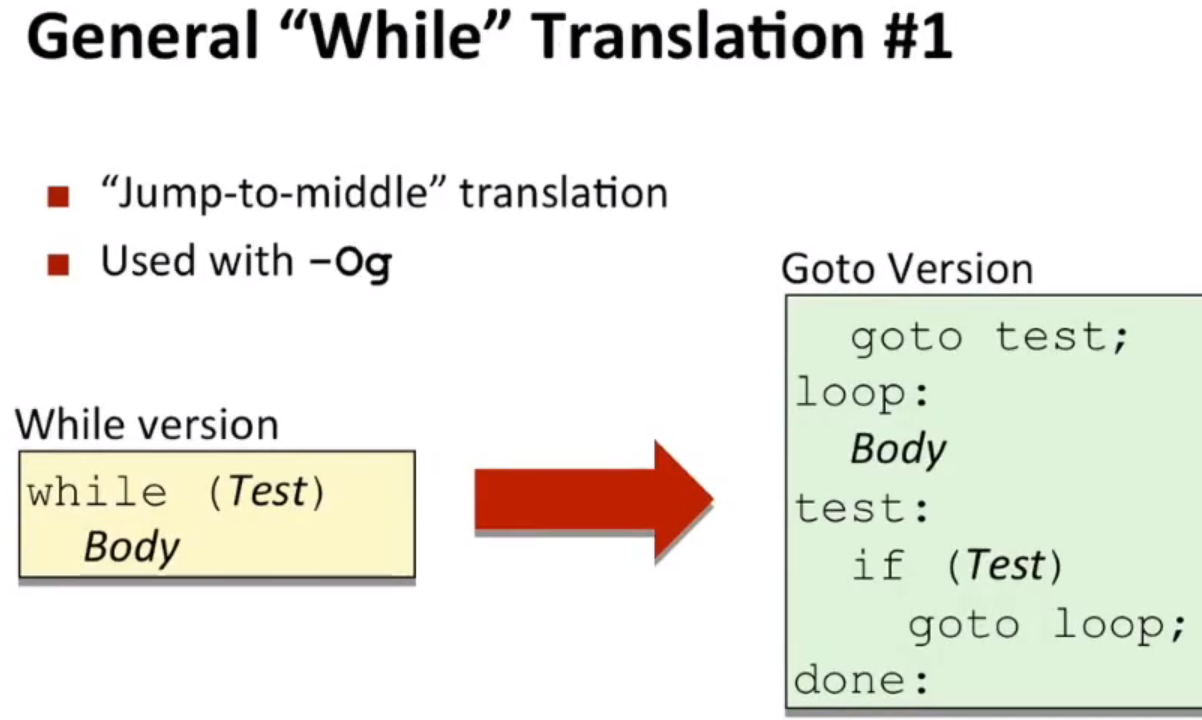 General “While” Translation #1
■ “Jump-to-middle” translation
■ Used with –Og
While version
while (Test)
Body
Goto Version
goto test;
loop:
Body
test:
if (Test)
goto loop;
done: